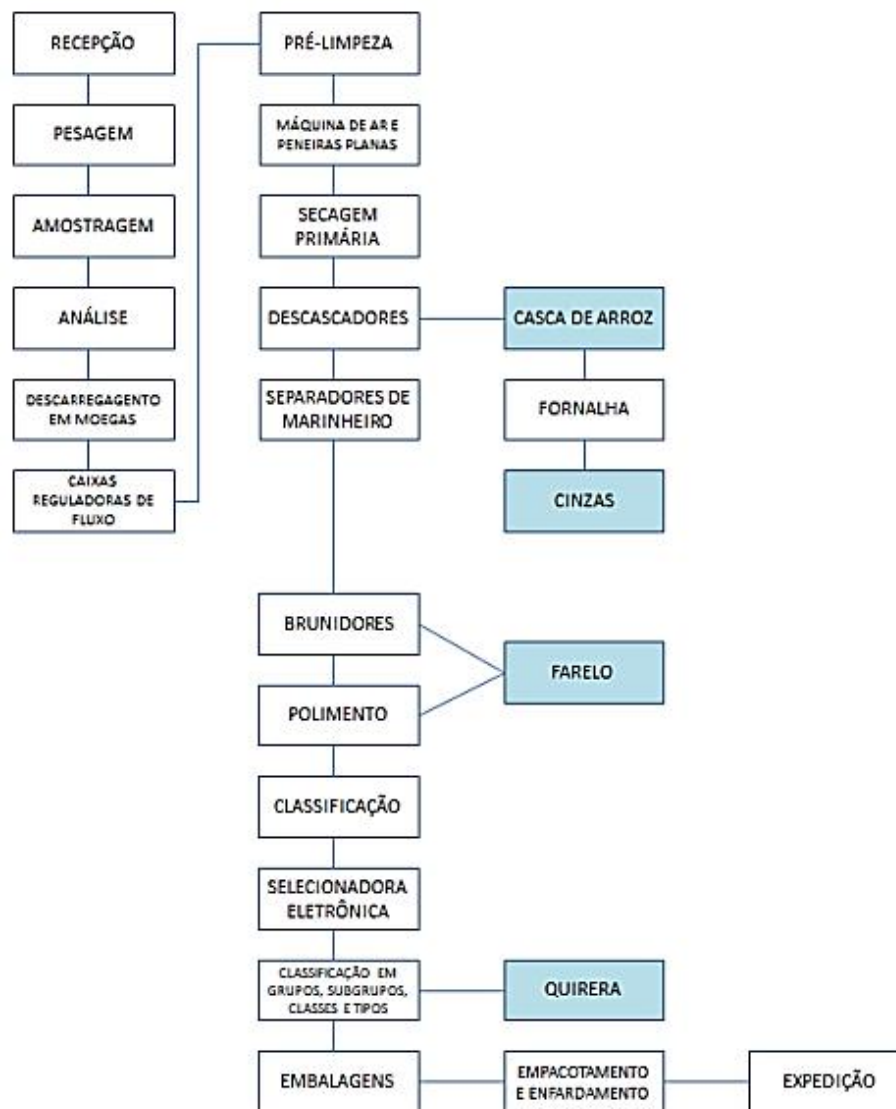 RECEPÇÃO
PESAGEM
AMOSTRAGEM
ANÁLISE
DESCARREGAGENTO
EM MOEGAS
CAIXAS
REGULADORAS DE
FLUXO
PRÉ-LIMPEZA
MÁQUINA DE AR E
PENEIRAS PLANAS
SECAGEM
PRIMÁRIA
DESCASCADORES
CASCA DE ARROZ
FORNALHA
CINZAS
SEPARADORES DE
MARINHEIRO
BRUNIDORES
POLIMENTO
FARELO
CLASSIFICAÇÃO
SELECIONADORA
ELETRÔNICA
CLASSIFICAÇÃO EM
GRUPOS, SUBGRUPOS,
CLASSES E TIPOS
QUIRERA
EMBALAGENS
EMPACOTAMENTO
E ENFARDAMENTO
EXPEDIÇÃO